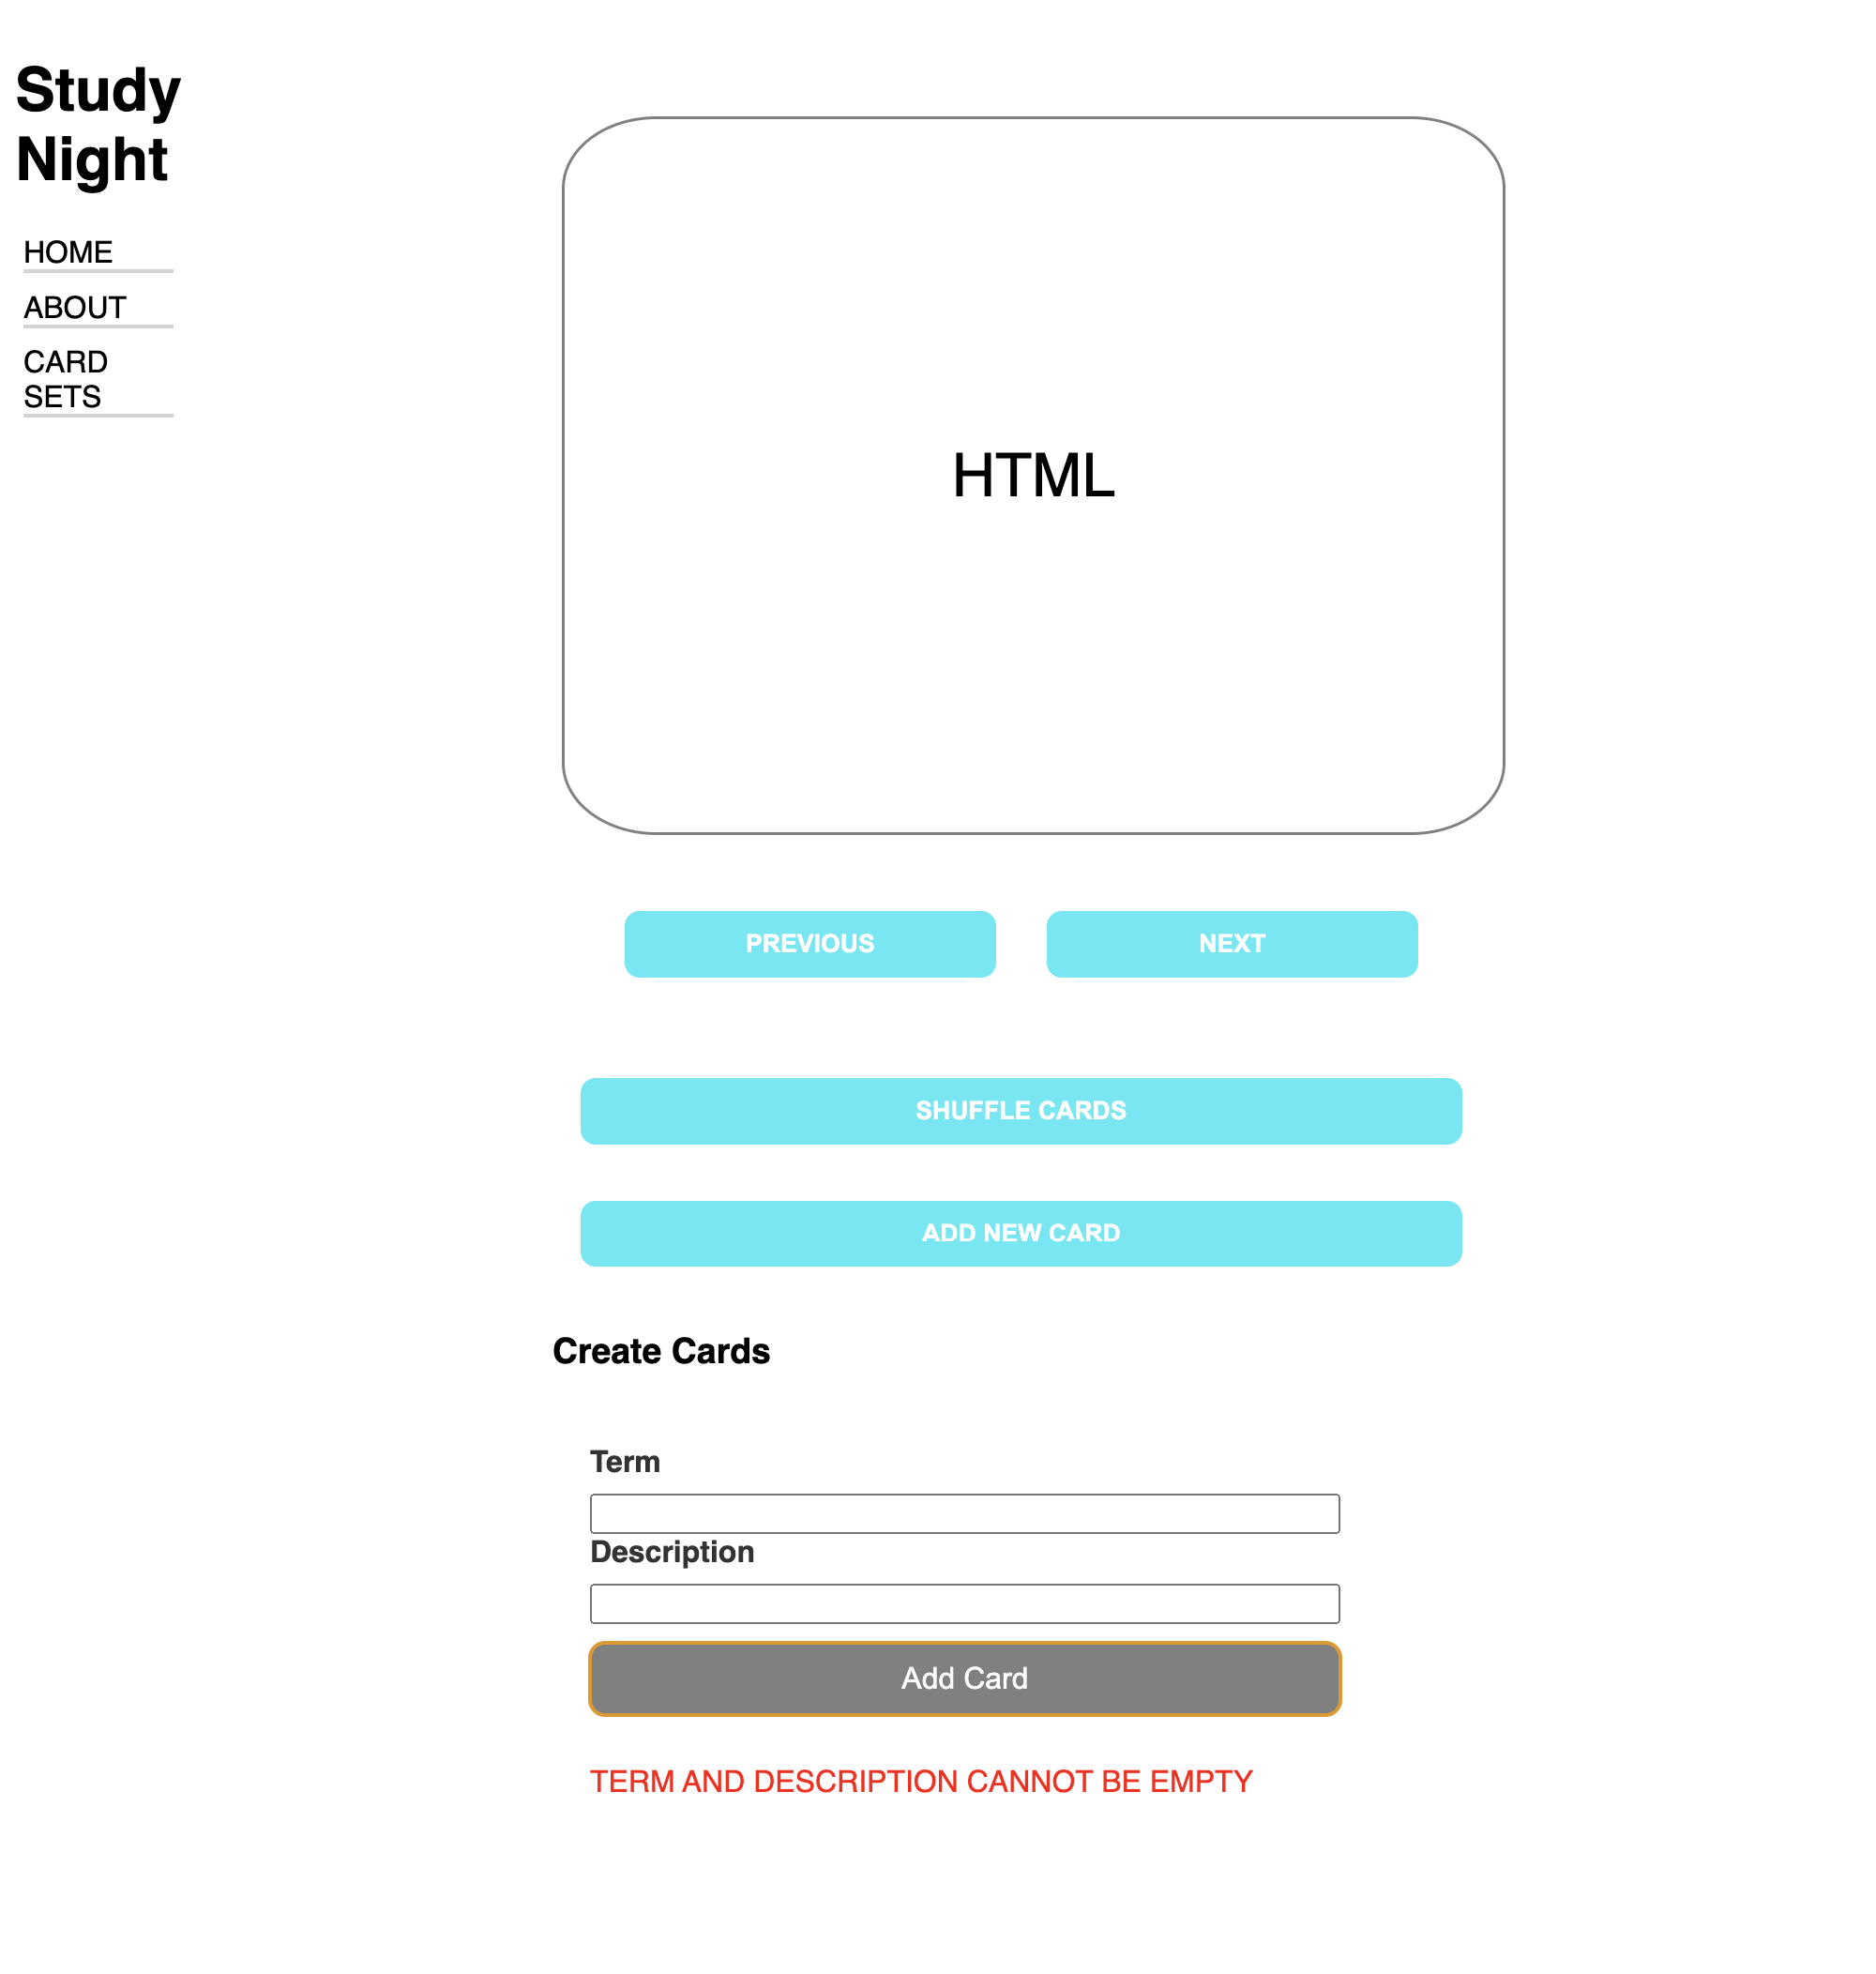 Study
Night
HOME
ABOUT
CARD
SETS
HTML
PREVIOUS
NEXT
SHUFFLE CARDS
ADD NEW CARD
Create Cards
Term
Description
Add Card
TERM AND DESCRIPTION CANNOT BE EMPTY